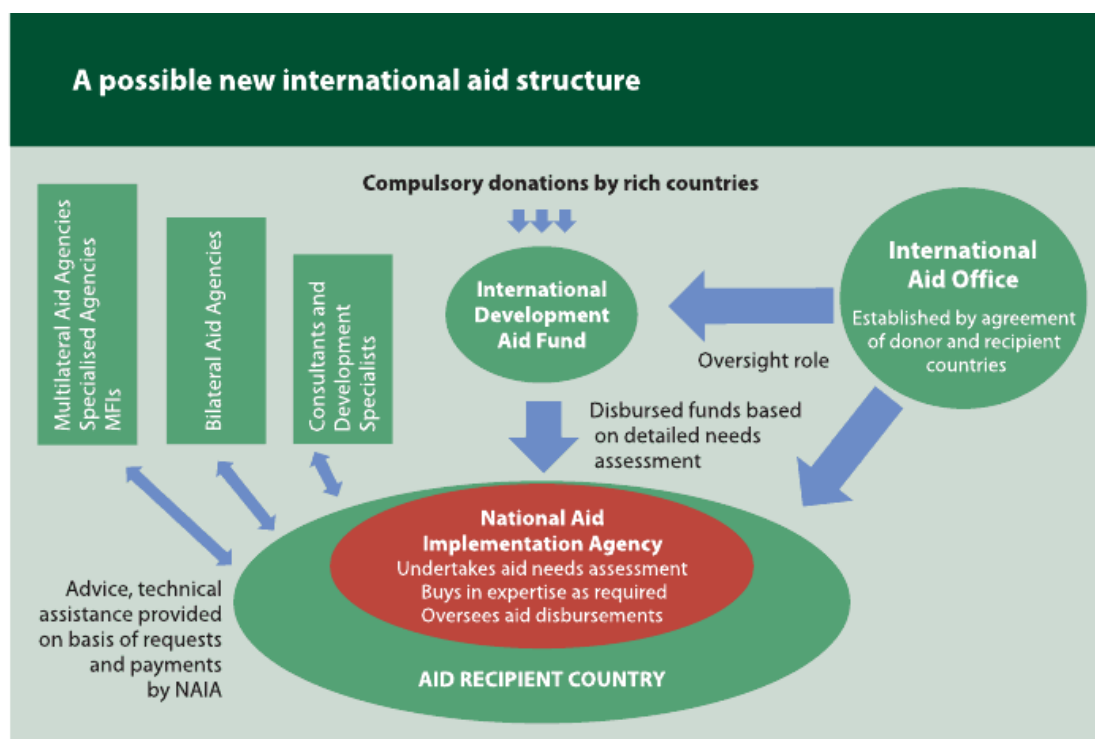 A possible new international aid structure
Multilateral Aid Agencies
Specialised Agencies
MFIs
Bilateral Aid Agencies
Consultants and
Development
Specialists
Compulsory donations by rich countries
International
Development
Aid Fund
International
Aid Office
Established by agreement
of donor and recipient
countries
Oversight role
Disbursed funds based
on detailed needs
assessment
National Aid
Implementation Agency
Undertakes aid needs assessment
Buys in expertise as required
Oversees aid disbursements
AID RECIPIENT COUNTRY
Advice, technical
assistance provided
on basis of requests
and payments
by NAIA